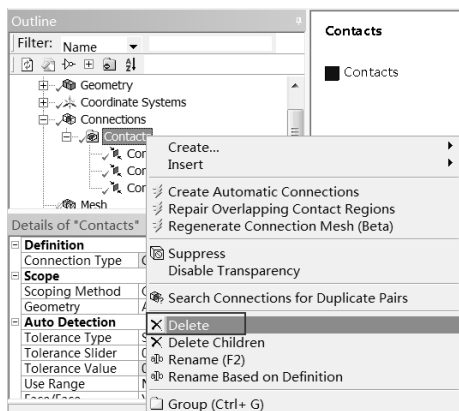 Outline
Filter: Name
Geometry
Coordinate Systems
Connections
Contacts
Mesh
Details of "Contacts"
Definition
Connection Type
Scope
Scoping Method
Geometry
Auto Detection
Tolerance Type
Tolerance Slider
Tolerance Value
Use Range
Face/Face
Contacts
Contacts
Create...
Insert
Create Automatic Connections
Repair Overlapping Contact Regions
Regenerate Connection Mesh (Beta)
Suppress
Disable Transparency
Search Connections for Duplicate Pairs
Delete
Delete Children
Rename (F2)
Rename Based on Definition
Group (Ctrl+ G)